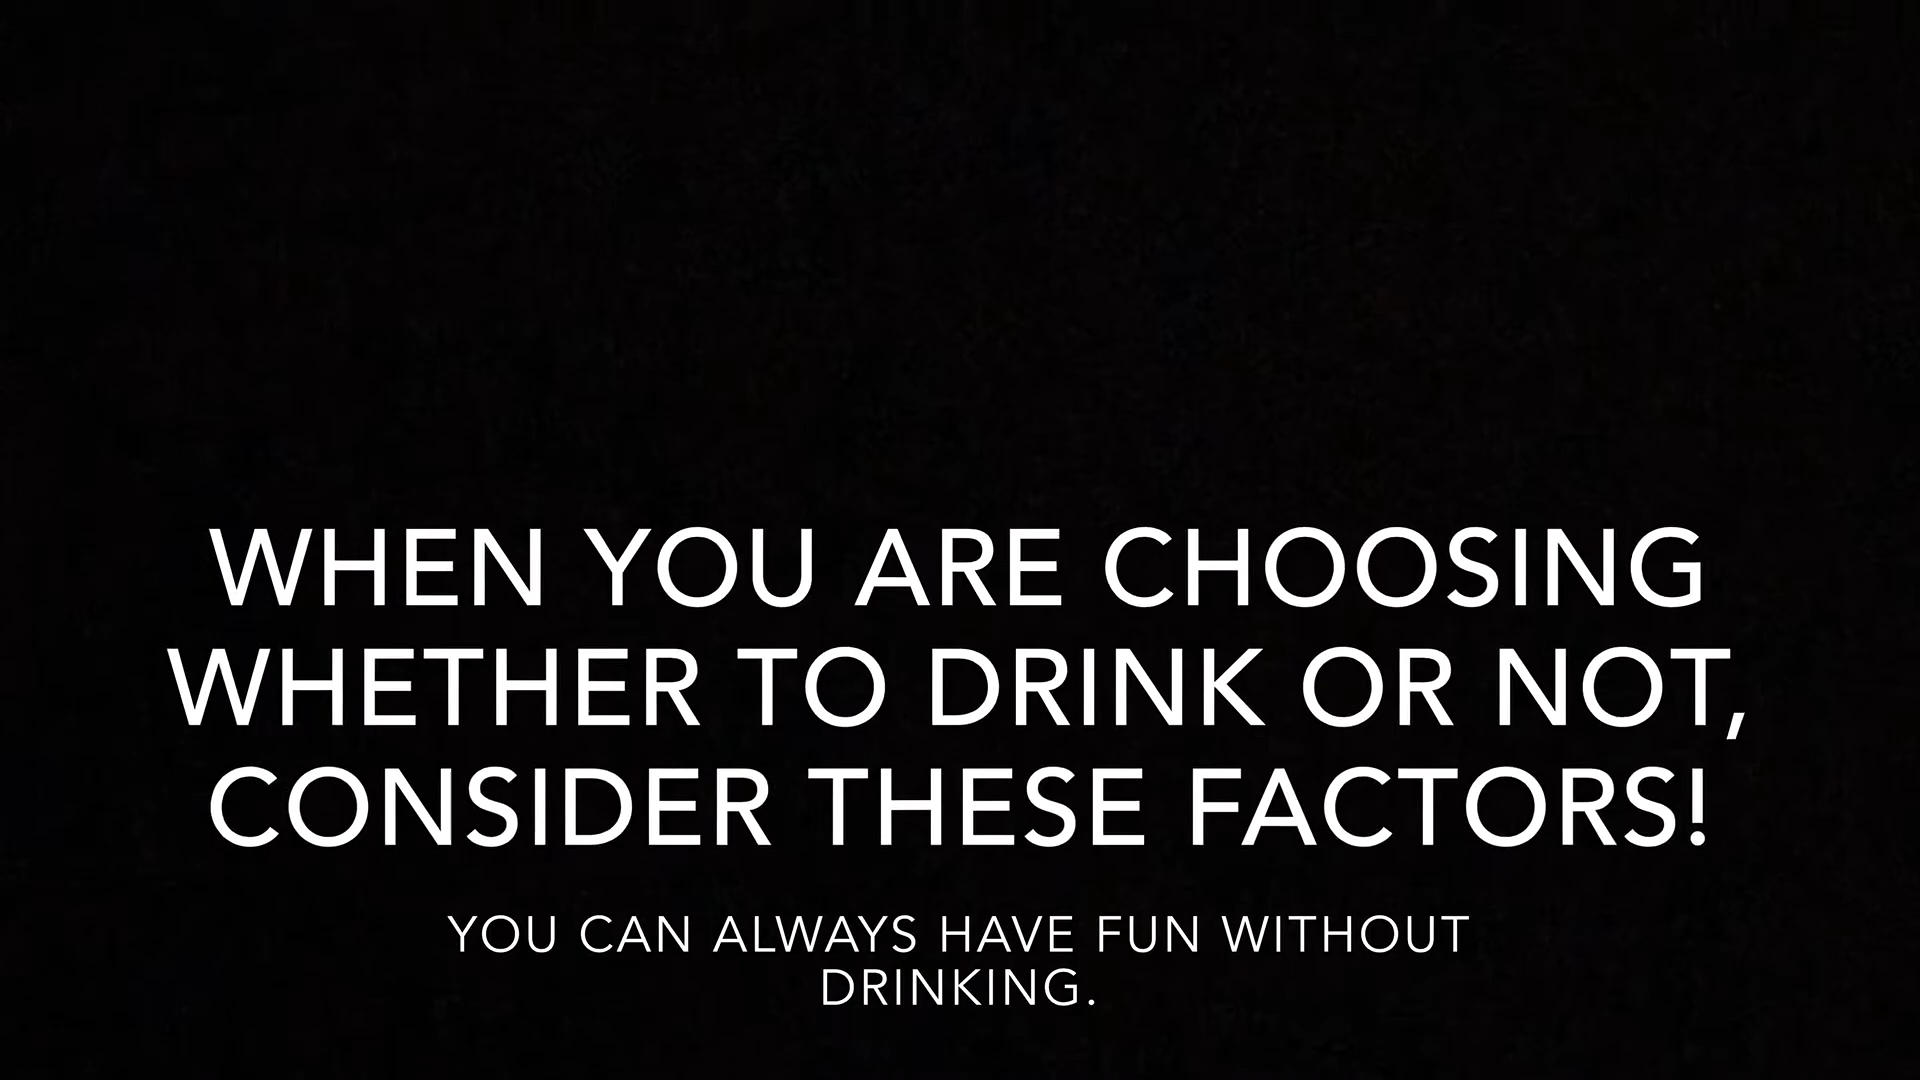 WHEN YOU ARE CHOOSING
WHETHER TO DRINK OR NOT,
CONSIDER THESE FACTORS!
YOU CAN ALWAYS HAVE FUN WITHOUT
DRINKING.